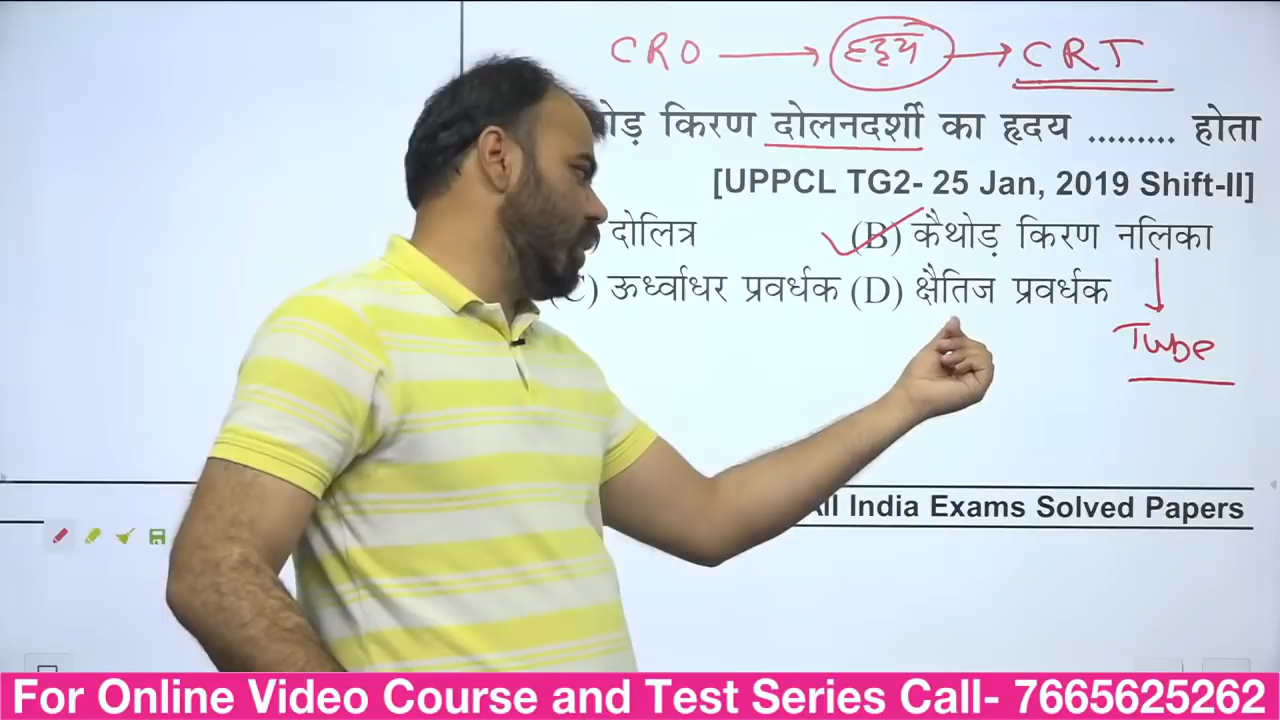 CRO → हृदय → CRT
किरण दोलनदर्शी का हृदय ......... होता
[UPPCL TG2- 25 Jan, 2019 Shift-II]
दोलित्र (B) कैथोड़ किरण नलिका
(C) ऊर्ध्वाधर प्रवर्धक (D) क्षैतिज प्रवर्धक
Tube
All India Exams Solved Papers
For Online Video Course and Test Series Call- 7665625262